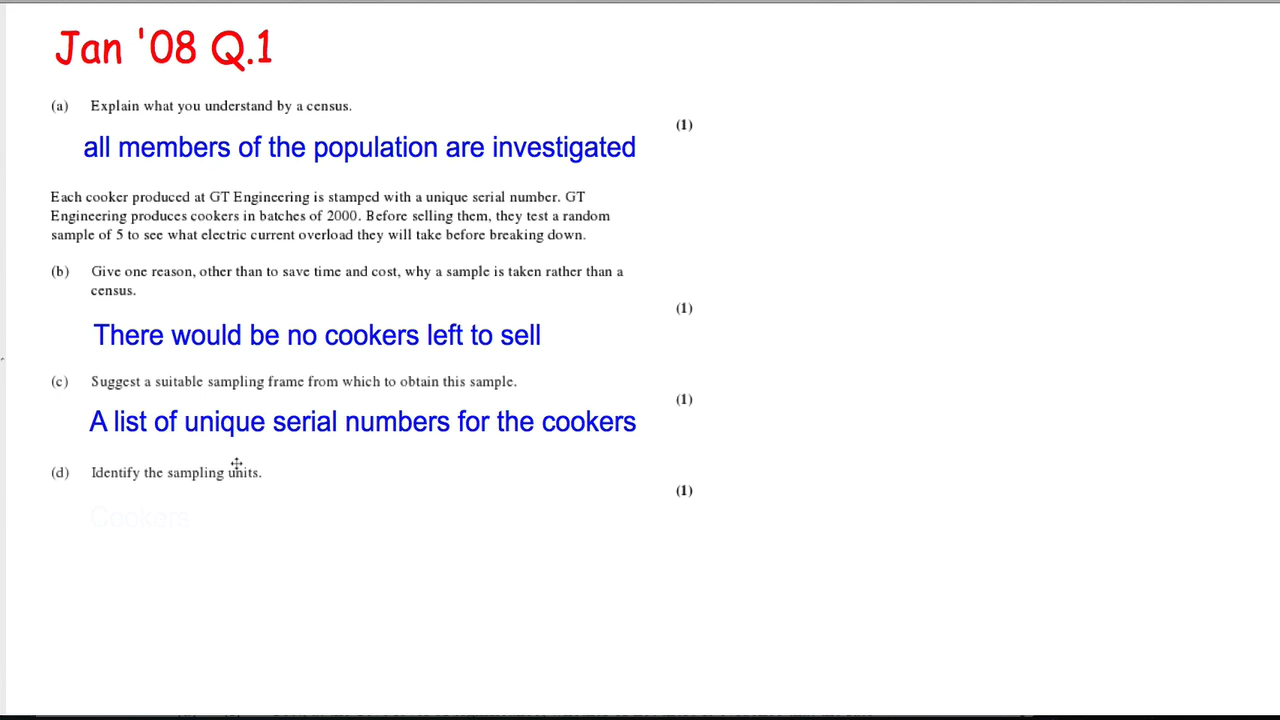 Jan '08 Q.1
(a) Explain what you understand by a census.
(1)
all members of the population are investigated
Each cooker produced at GT Engineering is stamped with a unique serial number. GT
Engineering produces cookers in batches of 2000. Before selling them, they test a random
sample of 5 to see what electric current overload they will take before breaking down.
(b) Give one reason, other than to save time and cost, why a sample is taken rather than a
census.
(1)
There would be no cookers left to sell
(c) Suggest a suitable sampling frame from which to obtain this sample.
(1)
A list of unique serial numbers for the cookers
(d) Identify the sampling units.
(1)
Cookers